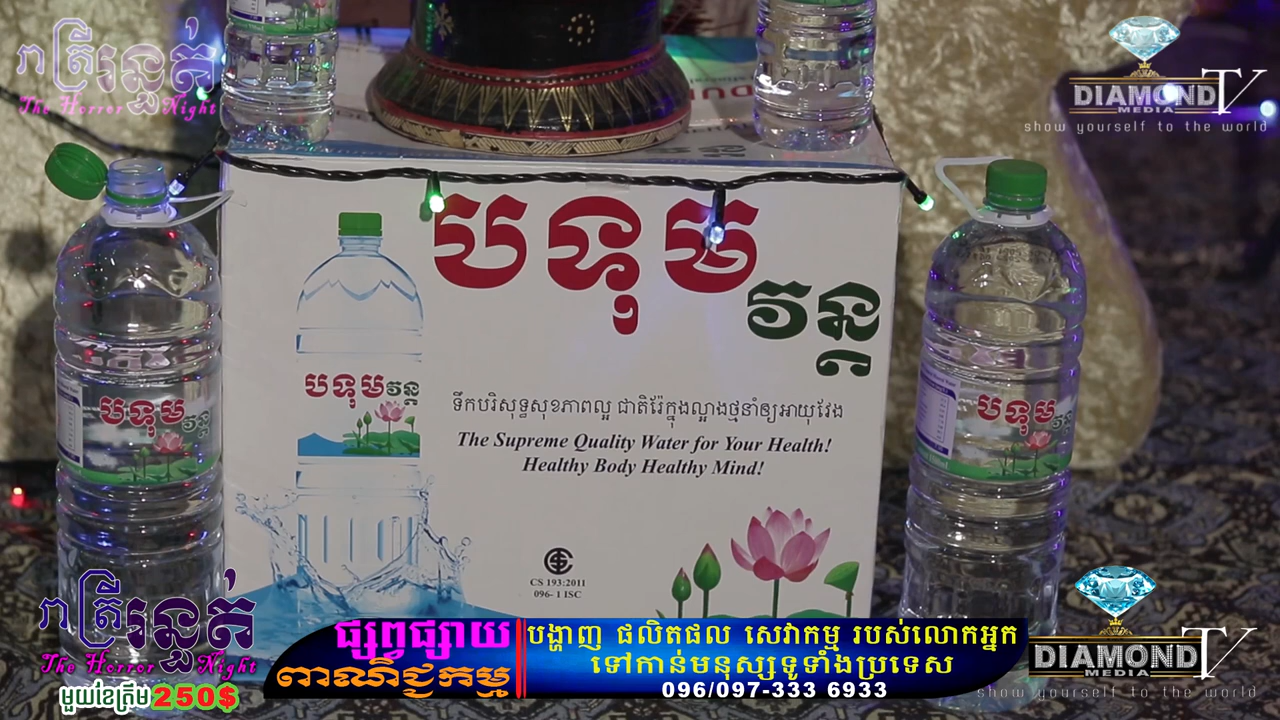 រាត្រីរន្ធត់
The Horror Night
DIAMOND TV
MEDIA
show yourself to the world
បទុម
វត្ត
បទុមវត្ត
ទឹកបរិសុទ្ធសុខភាពល្អ ជាតិរ៉ែក្នុងល្អាងថ្មនាំឲ្យអាយុវែង
The Supreme Quality Water for Your Health!
Healthy Body Healthy Mind!
CS 193:2011
096- 1 ISC
បទុមវត្ត
បទុមវត្ត
រាត្រីរន្ធត់
The Horror Night
មួយខែត្រឹម 250$
ផ្សព្វផ្សាយ
ពាណិជ្ជកម្ម
បង្ហាញ ផលិតផល សេវាកម្ម របស់លោកអ្នក
ទៅកាន់មនុស្សទូទាំងប្រទេស
096/097-333 6933
DIAMOND TV
MEDIA
show yourself to the world